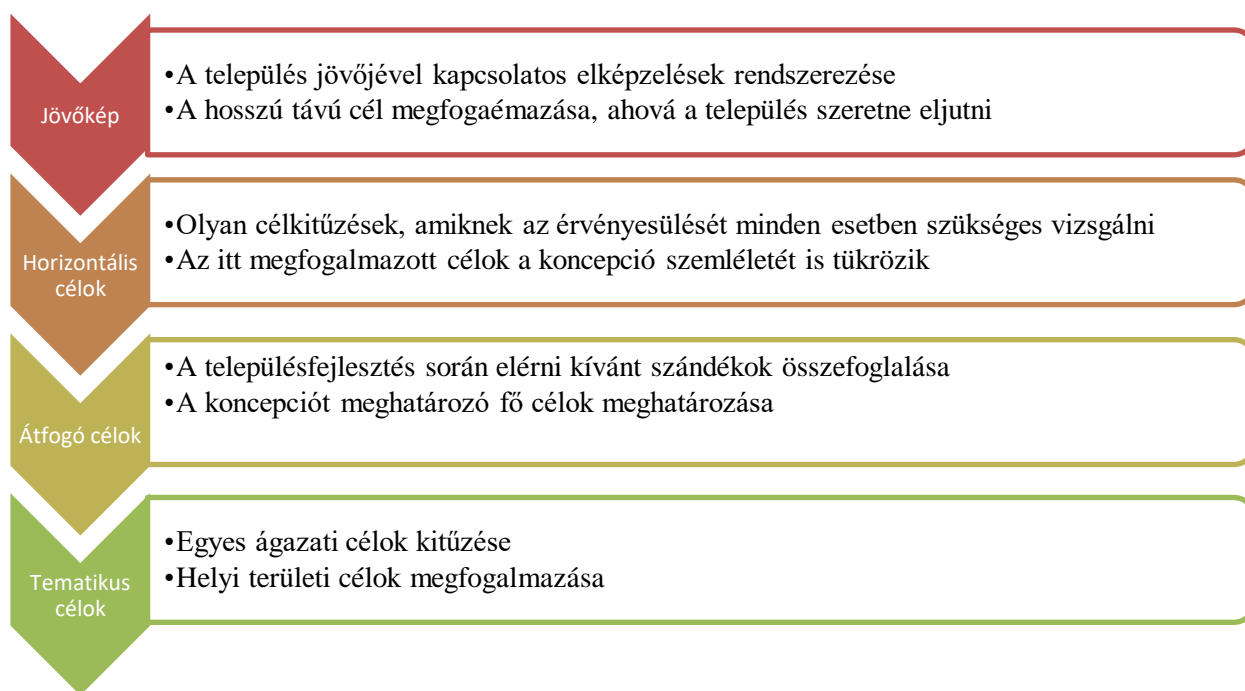 Jövőkép
•A település jövőjével kapcsolatos elképzelések rendszerezése
•A hosszú távú cél megfogaémazása, ahová a település szeretne eljutni
Horizontális
célok
•Olyan célkitűzések, amiknek az érvényesülését minden esetben szükséges vizsgálni
•Az itt megfogalmazott célok a koncepció szemléletét is tükrözik
Átfogó célok
•A településfejlesztés során elérni kívánt szándékok összefoglalása
•A koncepciót meghatározó fő célok meghatározása
Tematikus
célok
•Egyes ágazati célok kitűzése
•Helyi területi célok megfogalmazása